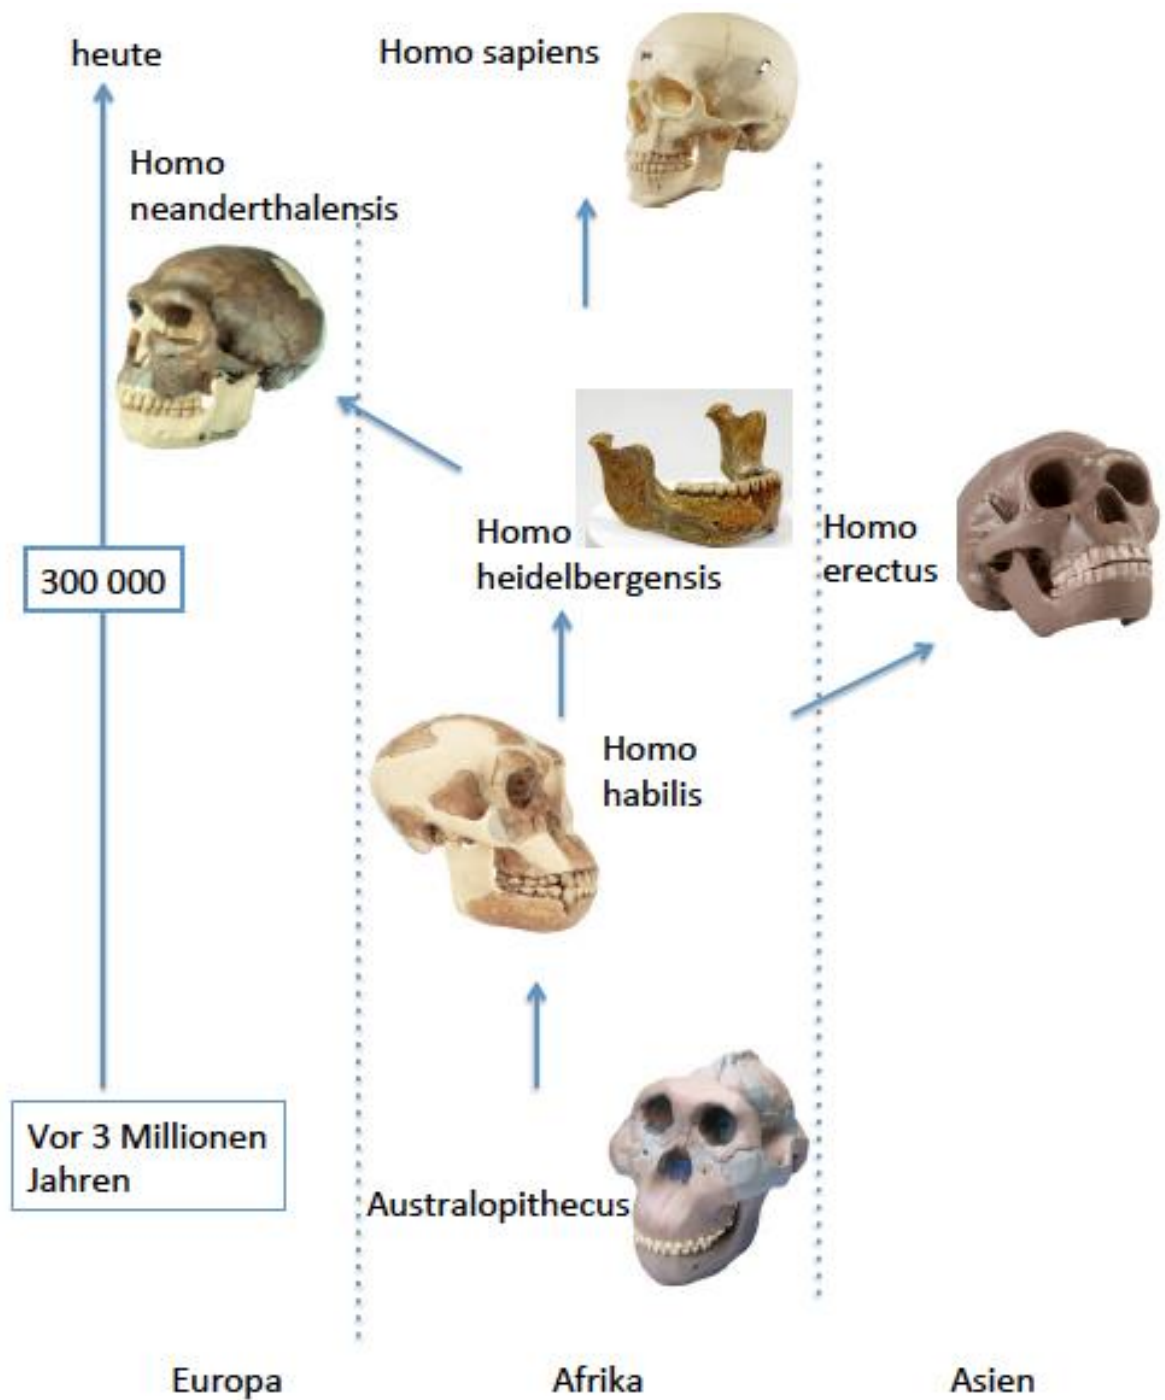 heute
Homo sapiens
Homo
neanderthalensis
Homo
heidelbergensis
Homo
erectus
300 000
Homo
habilis
Vor 3 Millionen
Jahren
Australopithecus
Europa
Afrika
Asien